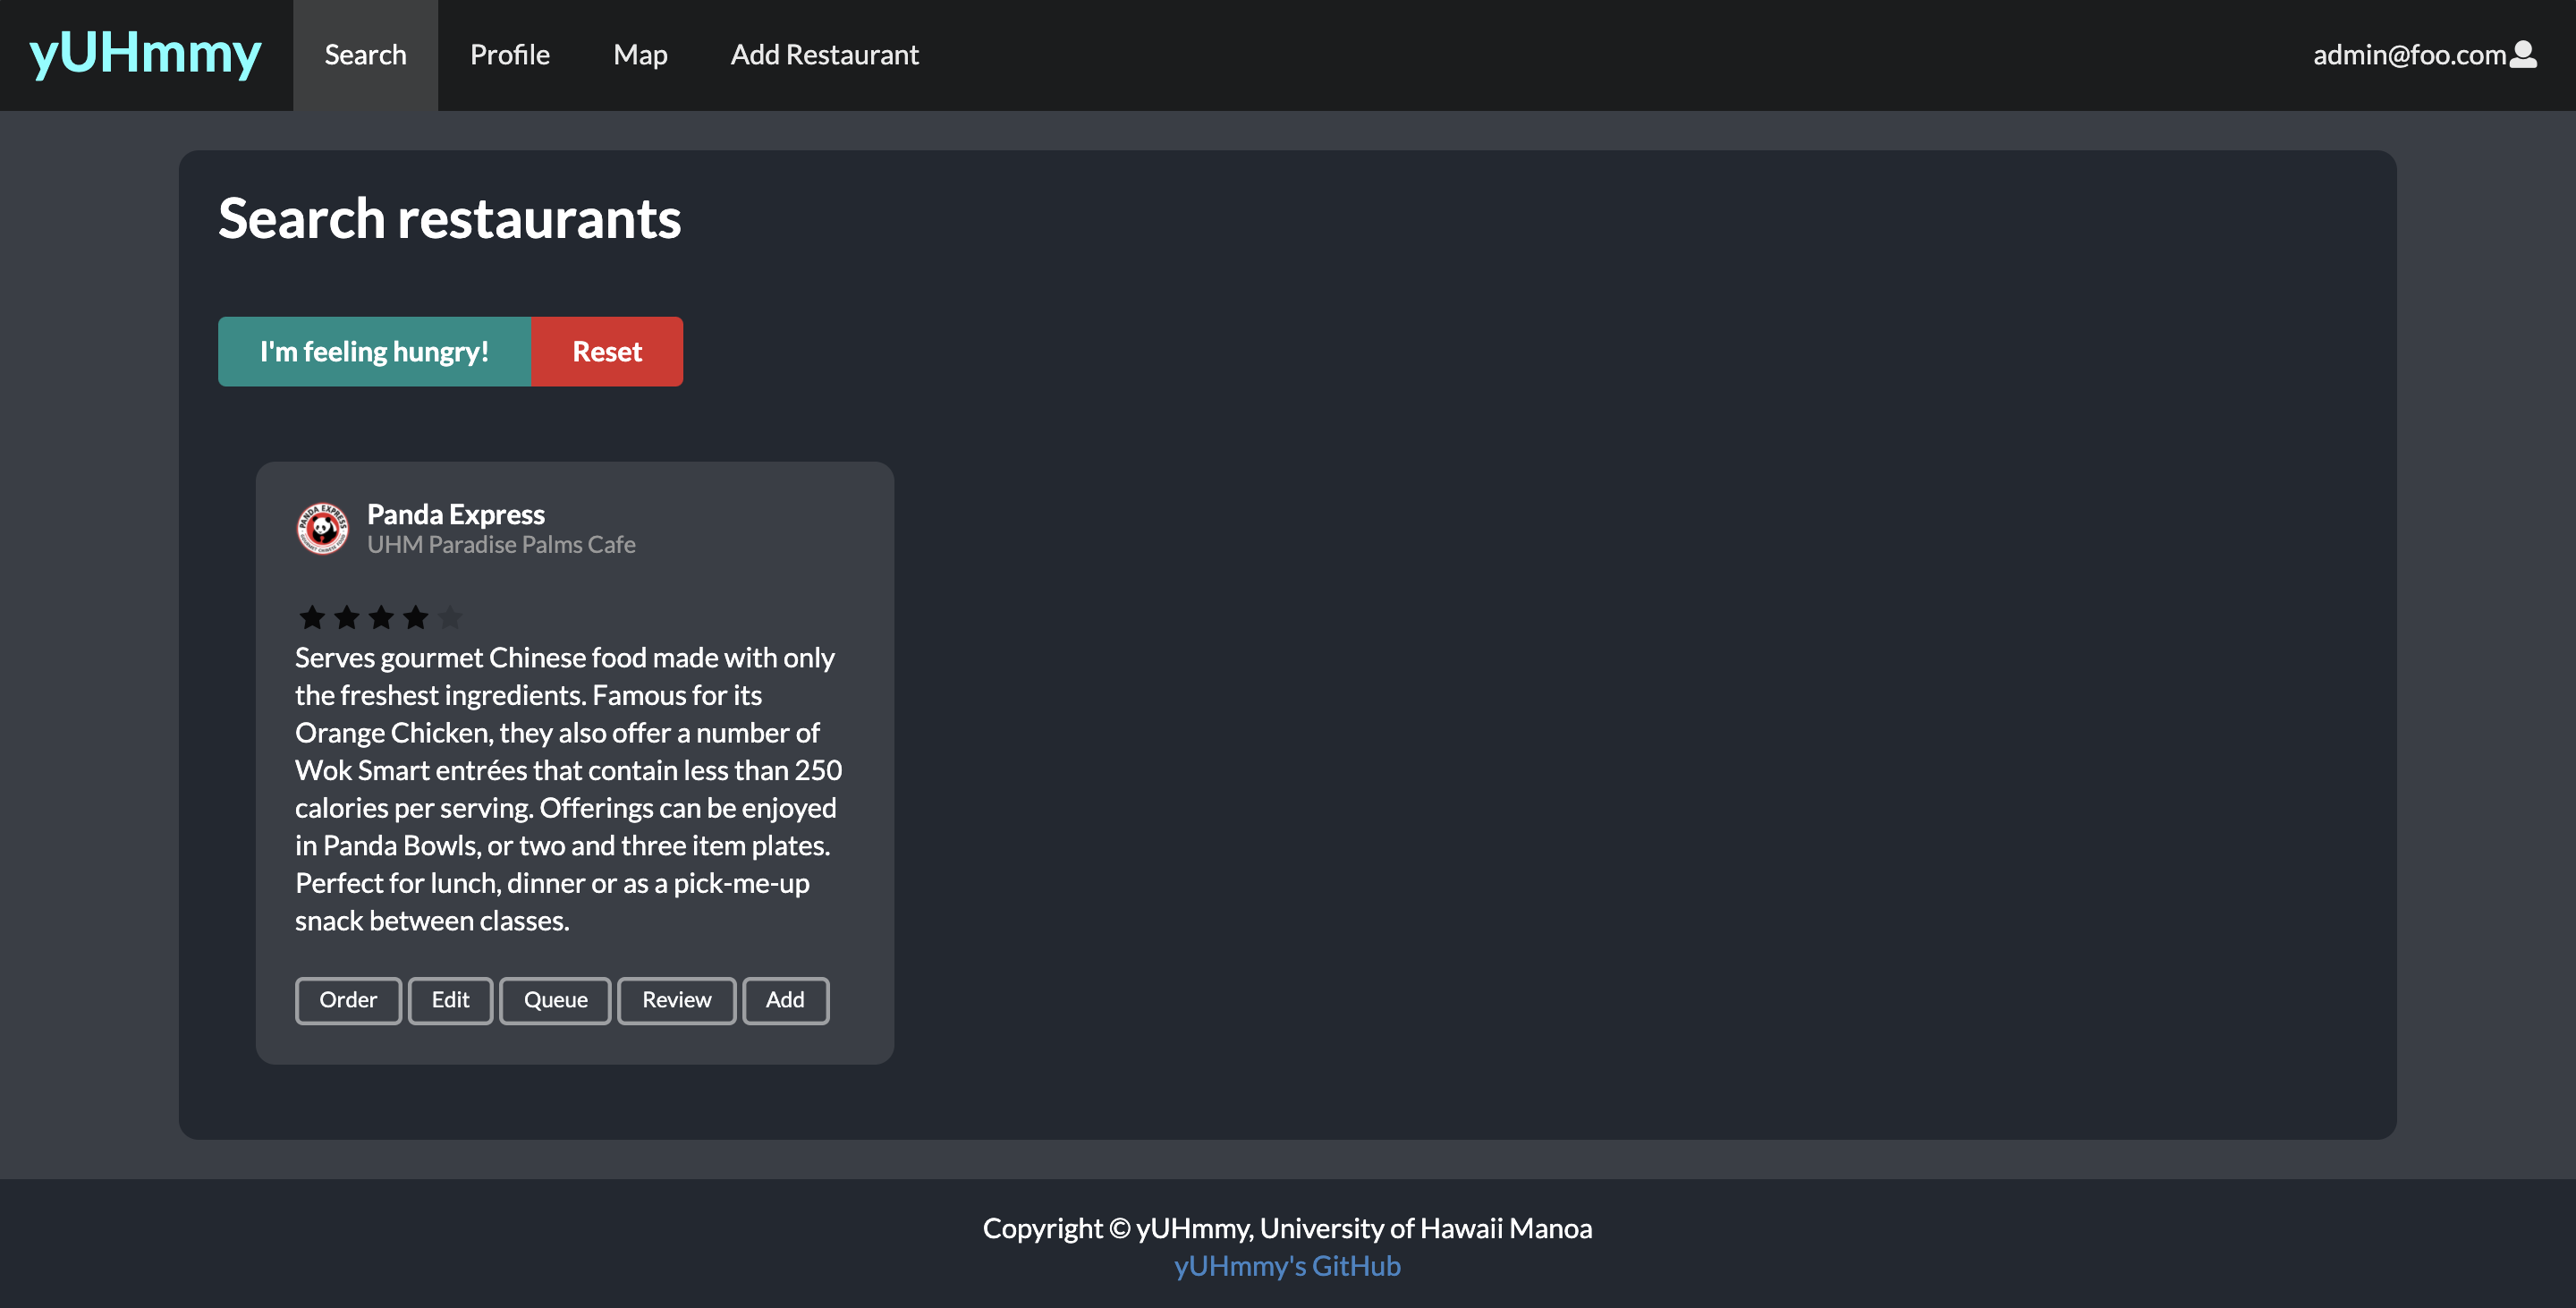 yUHmmy
Search
Profile
Map
Add Restaurant
admin@foo.com
Search restaurants
I'm feeling hungry!
Reset
PANDA EXPRESS
GOURMET CHINESE FOOD
Panda Express
UHM Paradise Palms Cafe
Serves gourmet Chinese food made with only
the freshest ingredients. Famous for its
Orange Chicken, they also offer a number of
Wok Smart entrées that contain less than 250
calories per serving. Offerings can be enjoyed
in Panda Bowls, or two and three item plates.
Perfect for lunch, dinner or as a pick-me-up
snack between classes.
Order
Edit
Queue
Review
Add
Copyright © yUHmmy, University of Hawaii Manoa
yUHmmy's GitHub